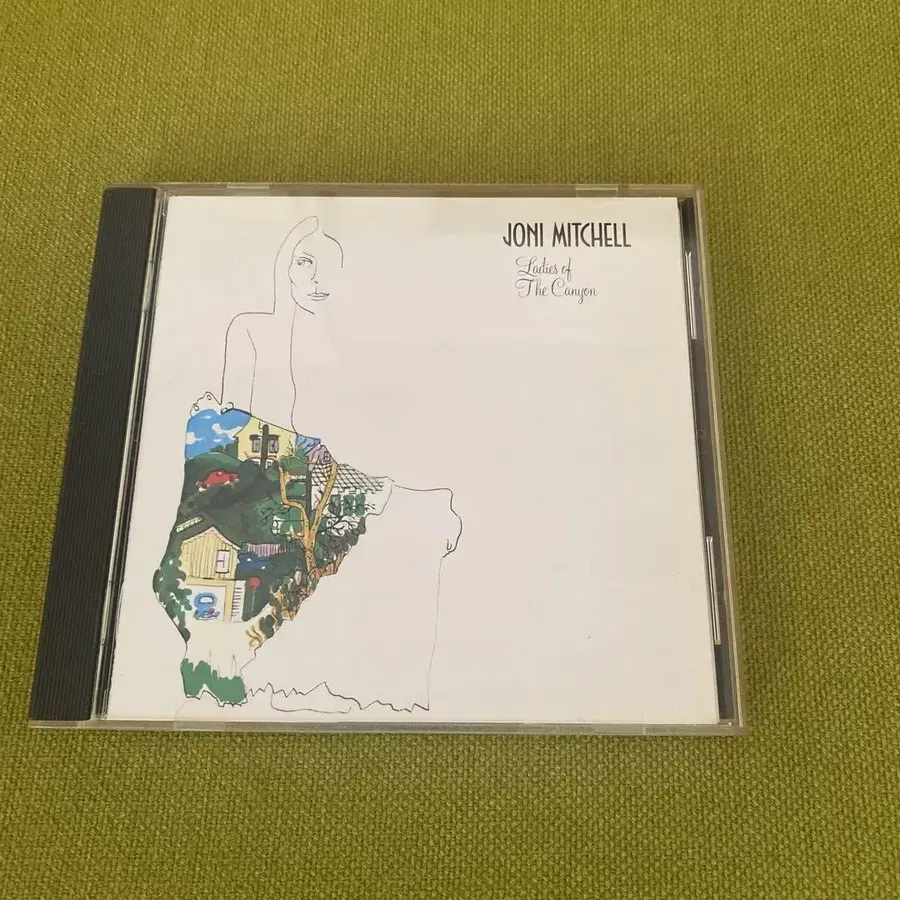 JONI MITCHELL
Ladies of
The Canyon